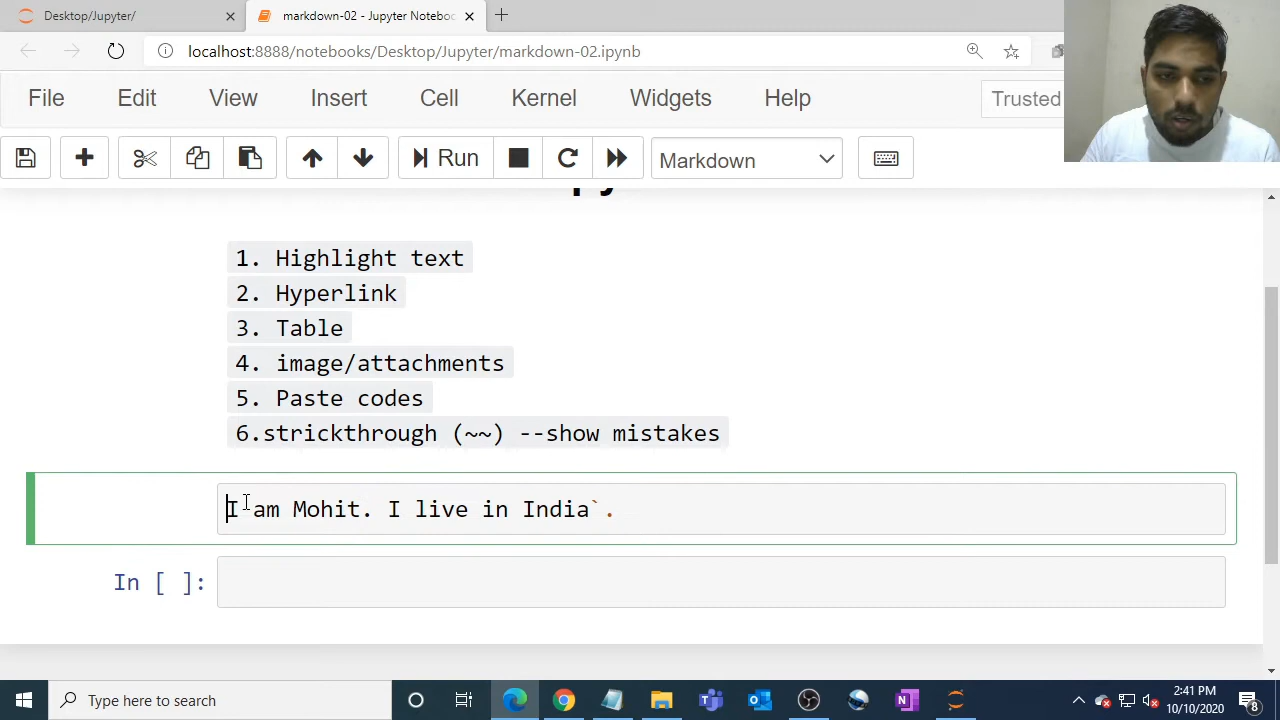 Desktop/Jupyter/
markdown-02 - Jupyter Notebo
localhost:8888/notebooks/Desktop/Jupyter/markdown-02.ipynb
File Edit View Insert Cell Kernel Widgets Help Trusted
Run Markdown
1. Highlight text
2. Hyperlink
3. Table
4. image/attachments
5. Paste codes
6.strickthrough (~~) --show mistakes
I am Mohit. I live in India`.
In [ ]:
Type here to search
2:41 PM
10/10/2020
8